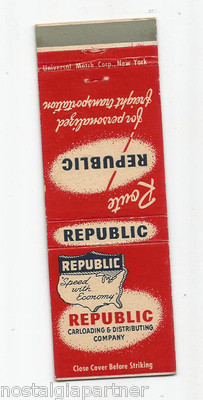 Universal Match Corp., New York
Route
REPUBLIC
for personalized
freight transportation
REPUBLIC
REPUBLIC
"Speed
with
Economy"
REPUBLIC
CARLOADING & DISTRIBUTING
COMPANY
Close Cover Before Striking
nostalgiapartner